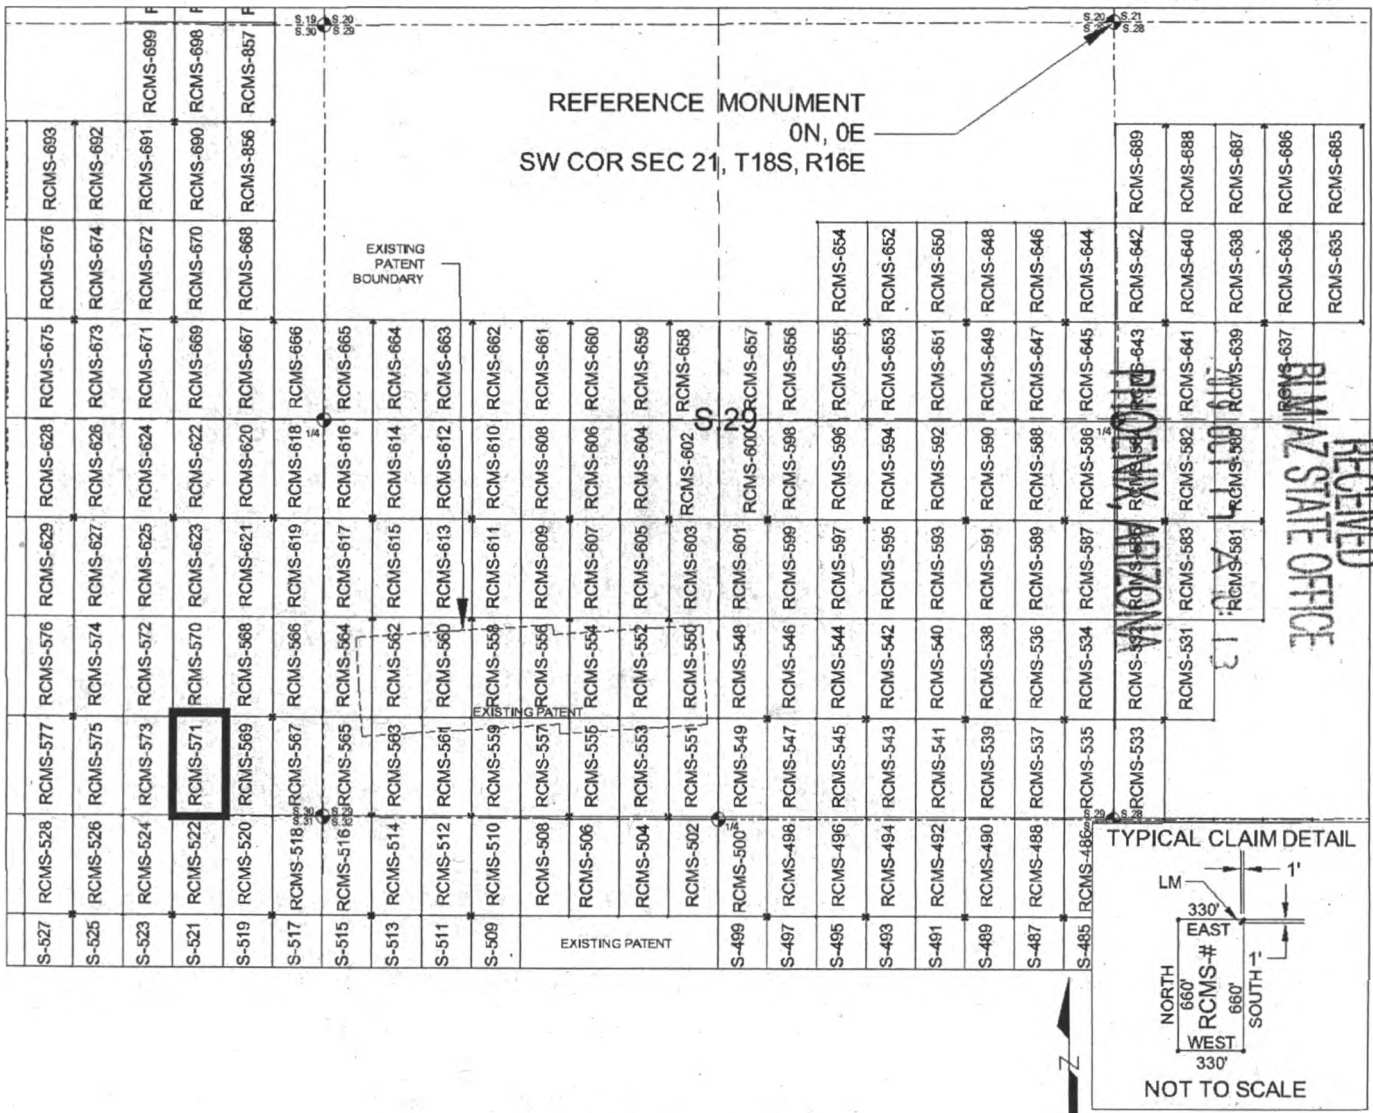 S.19 S.20
S.30 S.29
S.20 S.21
S.28
REFERENCE MONUMENT
0N, 0E
SW COR SEC 21, T18S, R16E
RCMS-699 RCMS-698 RCMS-857
RCMS-693 RCMS-692 RCMS-691 RCMS-690 RCMS-856
RCMS-689 RCMS-688 RCMS-687 RCMS-686 RCMS-685
RCMS-676 RCMS-674 RCMS-672 RCMS-670 RCMS-668
EXISTING
PATENT
BOUNDARY
RCMS-654 RCMS-652 RCMS-650 RCMS-648 RCMS-646 RCMS-644 RCMS-642 RCMS-640 RCMS-638 RCMS-636 RCMS-635
RCMS-675 RCMS-673 RCMS-671 RCMS-669 RCMS-667 RCMS-666 RCMS-665 RCMS-664 RCMS-663 RCMS-662 RCMS-661 RCMS-660 RCMS-659 RCMS-658 RCMS-657 RCMS-656 RCMS-655 RCMS-653 RCMS-651 RCMS-649 RCMS-647 RCMS-645 RCMS-643 RCMS-641 RCMS-639 RCMS-637
1/4
S.29
1/4
RCMS-628 RCMS-626 RCMS-624 RCMS-622 RCMS-620 RCMS-618 RCMS-616 RCMS-614 RCMS-612 RCMS-610 RCMS-608 RCMS-606 RCMS-604 RCMS-602 RCMS-600 RCMS-598 RCMS-596 RCMS-594 RCMS-592 RCMS-590 RCMS-588 RCMS-586 RCMS-582 RCMS-580
RCMS-629 RCMS-627 RCMS-625 RCMS-623 RCMS-621 RCMS-619 RCMS-617 RCMS-615 RCMS-613 RCMS-611 RCMS-609 RCMS-607 RCMS-605 RCMS-603 RCMS-601 RCMS-599 RCMS-597 RCMS-595 RCMS-593 RCMS-591 RCMS-589 RCMS-587 RCMS-583 RCMS-581
RCMS-576 RCMS-574 RCMS-572 RCMS-570 RCMS-568 RCMS-566 RCMS-564 RCMS-562 RCMS-560 RCMS-558 RCMS-556 RCMS-554 RCMS-552 RCMS-550 RCMS-548 RCMS-546 RCMS-544 RCMS-542 RCMS-540 RCMS-538 RCMS-536 RCMS-534 RCMS-532 RCMS-531
EXISTING PATENT
RCMS-577 RCMS-575 RCMS-573 RCMS-571 RCMS-569 RCMS-567 RCMS-565 RCMS-563 RCMS-561 RCMS-559 RCMS-557 RCMS-555 RCMS-553 RCMS-551 RCMS-549 RCMS-547 RCMS-545 RCMS-543 RCMS-541 RCMS-539 RCMS-537 RCMS-535 RCMS-533
S.30 S.29
S.31 S.32
1/4
S.29 S.28
RCMS-528 RCMS-526 RCMS-524 RCMS-522 RCMS-520 RCMS-518 RCMS-516 RCMS-514 RCMS-512 RCMS-510 RCMS-508 RCMS-506 RCMS-504 RCMS-502 RCMS-500 RCMS-498 RCMS-496 RCMS-494 RCMS-492 RCMS-490 RCMS-488 RCMS-486
S-527 S-525 S-523 S-521 S-519 S-517 S-515 S-513 S-511 S-509
EXISTING PATENT
S-499 S-497 S-495 S-493 S-491 S-489 S-487 S-485
RECEIVED
BLM AZ STATE OFFICE
PHOENIX, ARIZONA
TYPICAL CLAIM DETAIL
1'
LM
330'
EAST
1'
NORTH
660'
RCMS-#
660'
SOUTH
WEST
330'
NOT TO SCALE
N